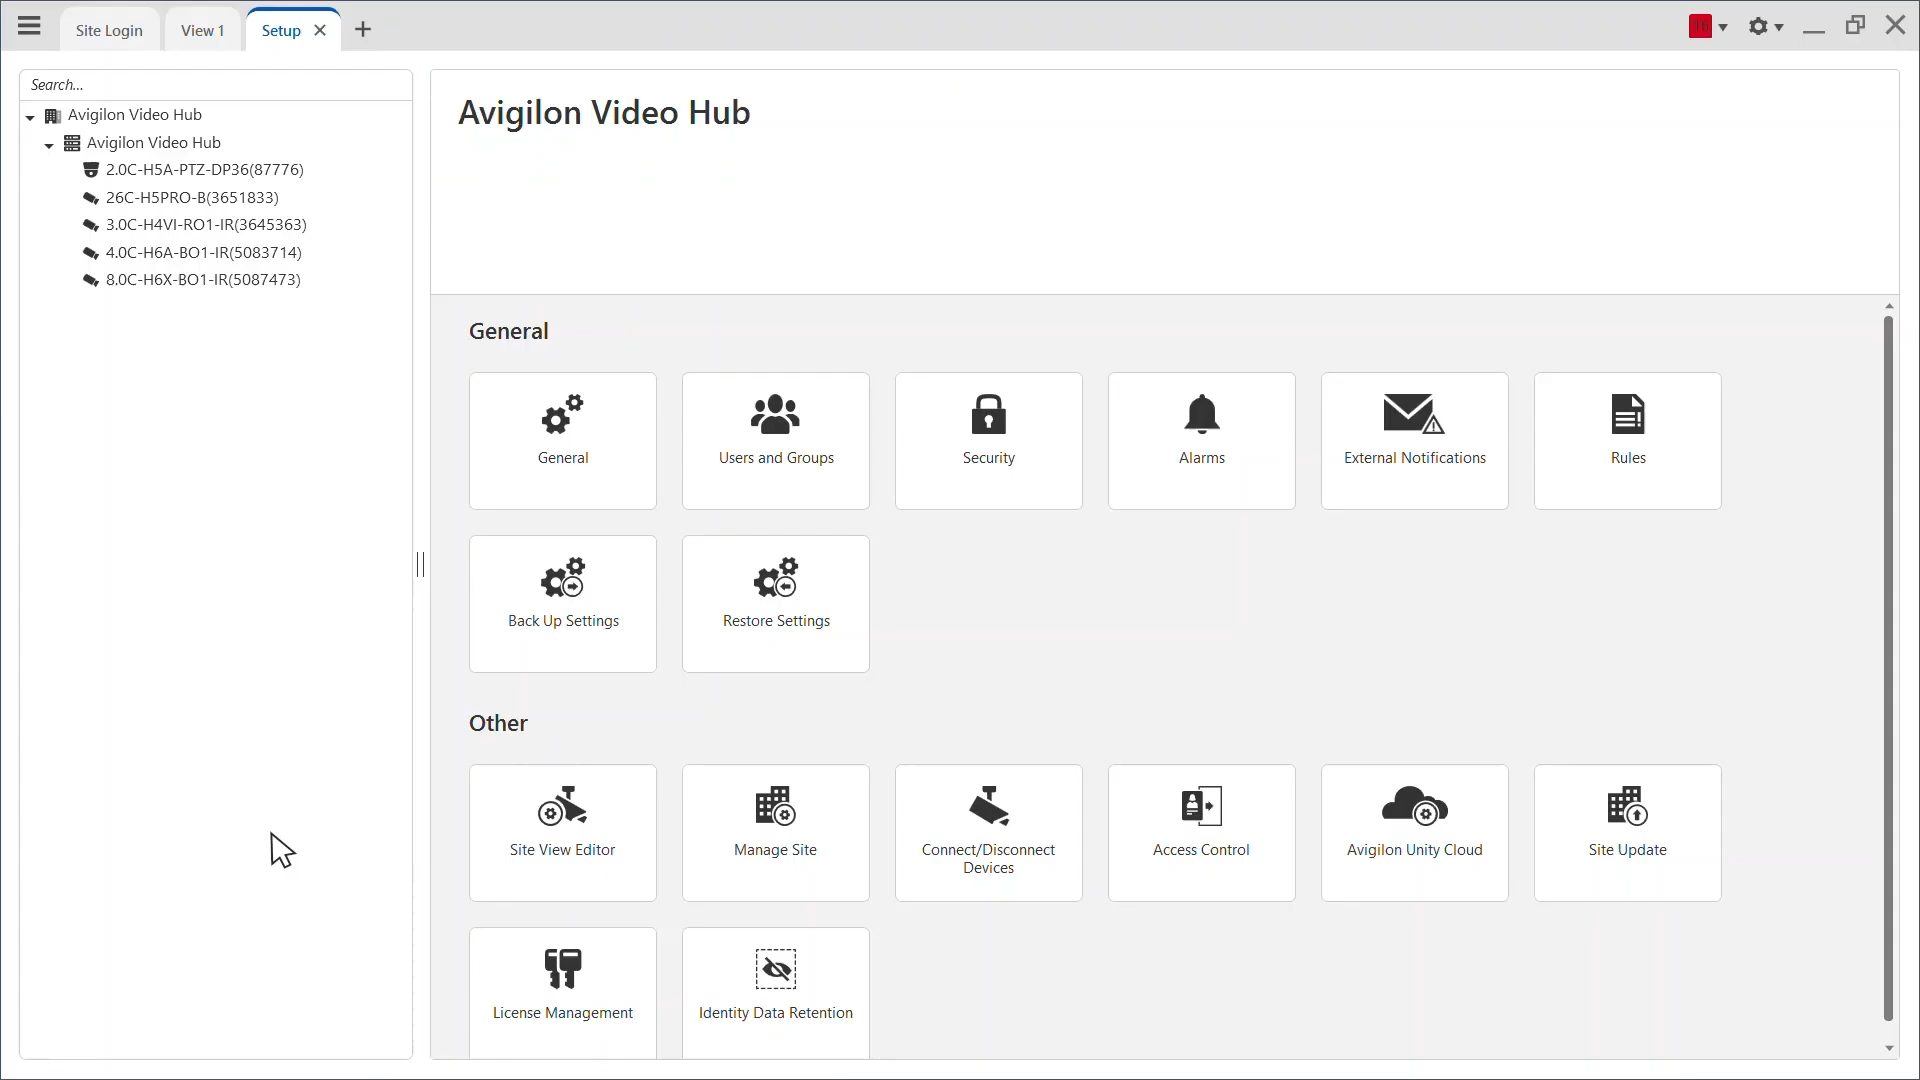 Site Login
View 1
Setup
Search...
Avigilon Video Hub
Avigilon Video Hub
2.0C-H5A-PTZ-DP36(87776)
26C-H5PRO-B(3651833)
3.0C-H4VI-RO1-IR(3645363)
4.0C-H6A-BO1-IR(5083714)
8.0C-H6X-BO1-IR(5087473)
Avigilon Video Hub
General
General
Users and Groups
Security
Alarms
External Notifications
Rules
Back Up Settings
Restore Settings
Other
Site View Editor
Manage Site
Connect/Disconnect
Devices
Access Control
Avigilon Unity Cloud
Site Update
License Management
Identity Data Retention